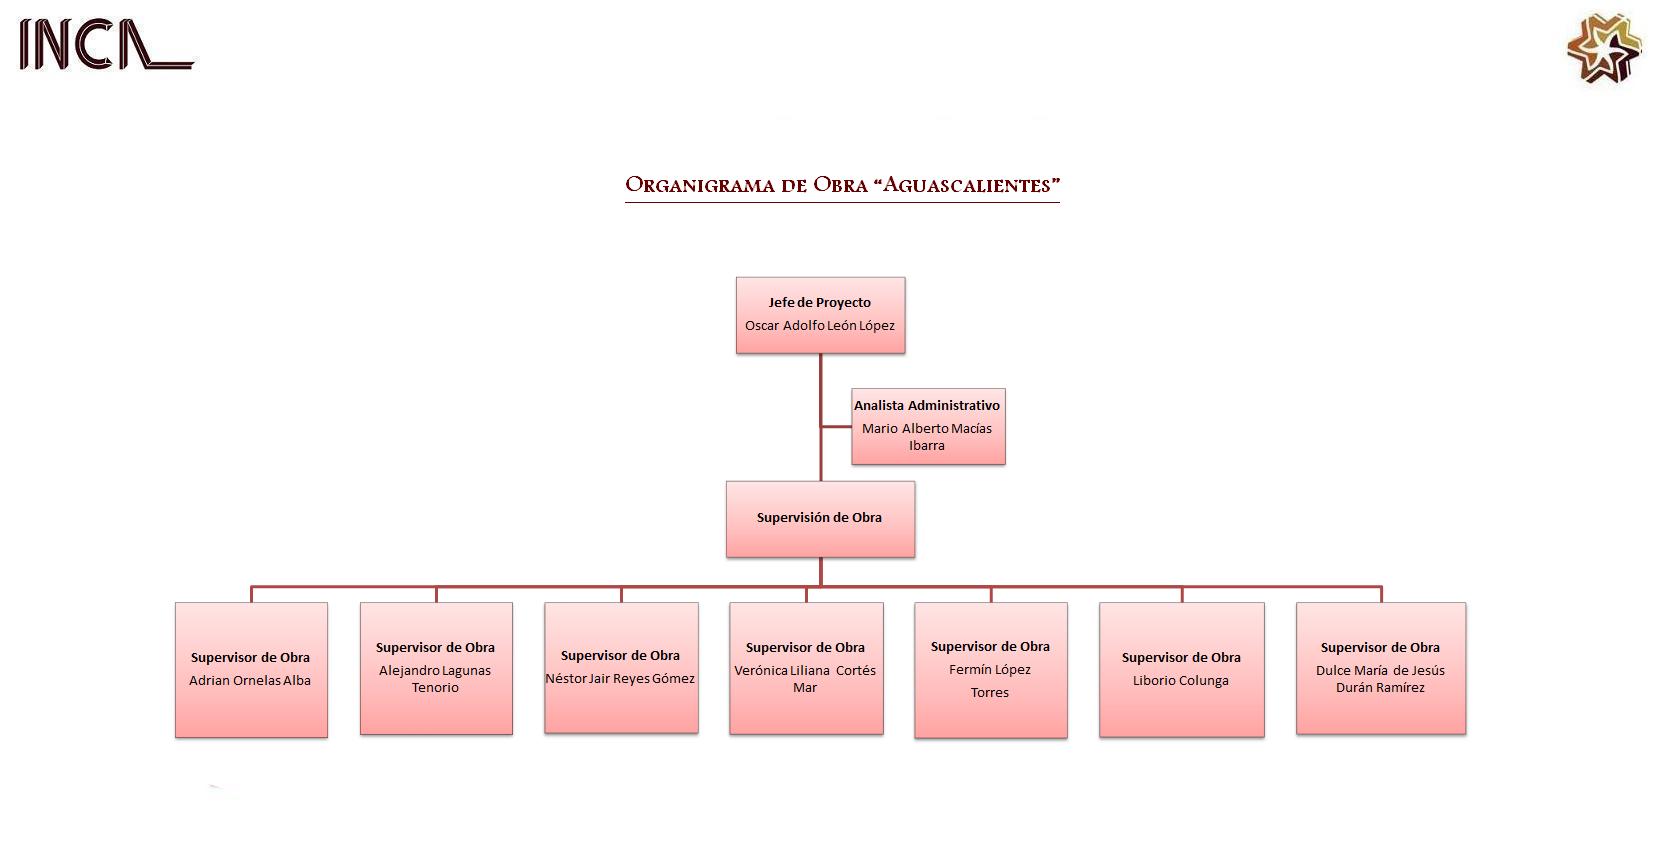 INCA
Organigrama de Obra “Aguascalientes”
Jefe de Proyecto
Oscar Adolfo León López
Analista Administrativo
Mario Alberto Macías
Ibarra
Supervisión de Obra
Supervisor de Obra
Adrian Ornelas Alba
Supervisor de Obra
Alejandro Lagunas
Tenorio
Supervisor de Obra
Néstor Jair Reyes Gómez
Supervisor de Obra
Verónica Liliana Cortés
Mar
Supervisor de Obra
Fermín López
Torres
Supervisor de Obra
Liborio Colunga
Supervisor de Obra
Dulce María de Jesús
Durán Ramírez